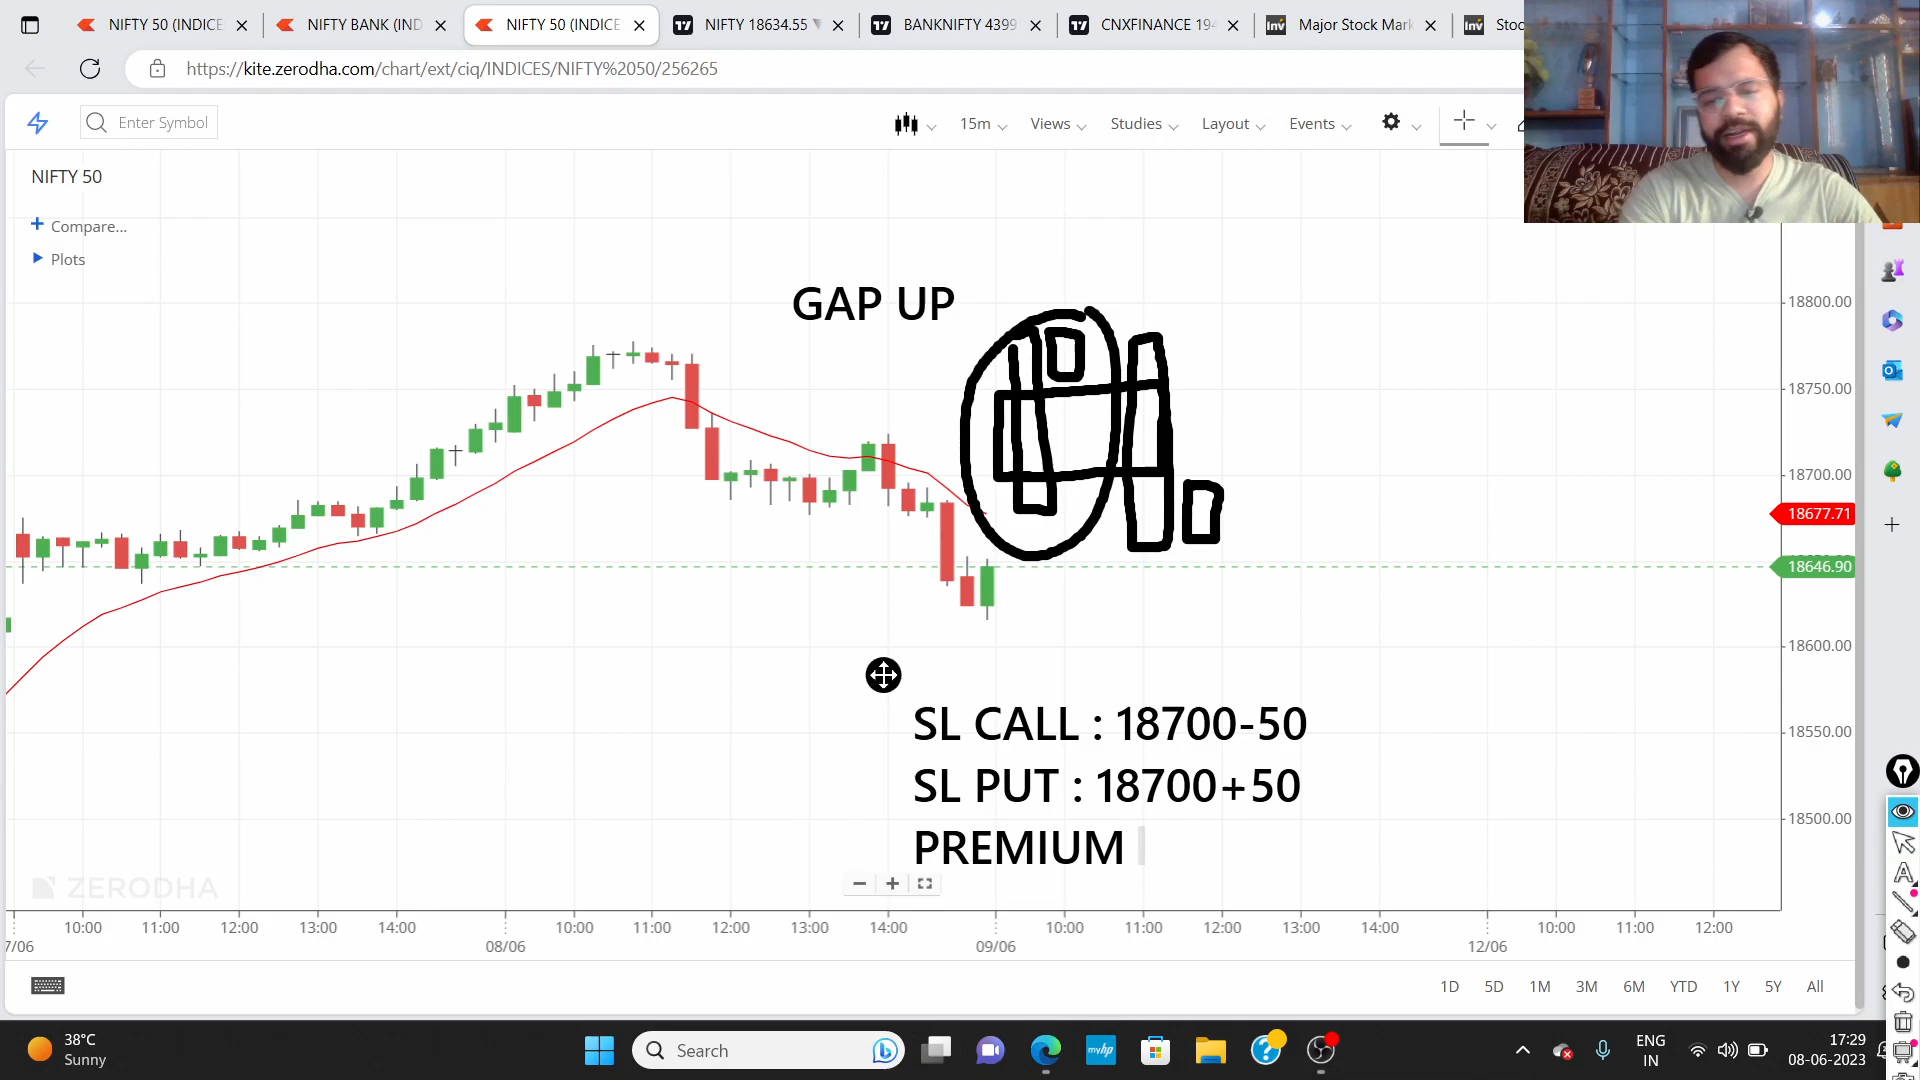 NIFTY 50 (INDICE
NIFTY BANK (IND
NIFTY 50 (INDICE
NIFTY 18634.55
BANKNIFTY 4399
CNXFINANCE 19
Major Stock Mark
Stoc
https://kite.zerodha.com/chart/ext/ciq/INDICES/NIFTY%2050/256265
Enter Symbol
15m
Views
Studies
Layout
Events
NIFTY 50
Compare...
Plots
GAP UP
18800.00
18750.00
18700.00
18677.71
18646.90
18600.00
18550.00
18500.00
SL CALL : 18700-50
SL PUT : 18700+50
PREMIUM
ZERODHA
7/06 10:00 11:00 12:00 13:00 14:00 08/06 10:00 11:00 12:00 13:00 14:00 09/06 10:00 11:00 12:00 13:00 14:00 12/06 10:00 11:00 12:00
1D 5D 1M 3M 6M YTD 1Y 5Y All
38°C
Sunny
Search
myhp
ENG
IN
17:29
08-06-2023